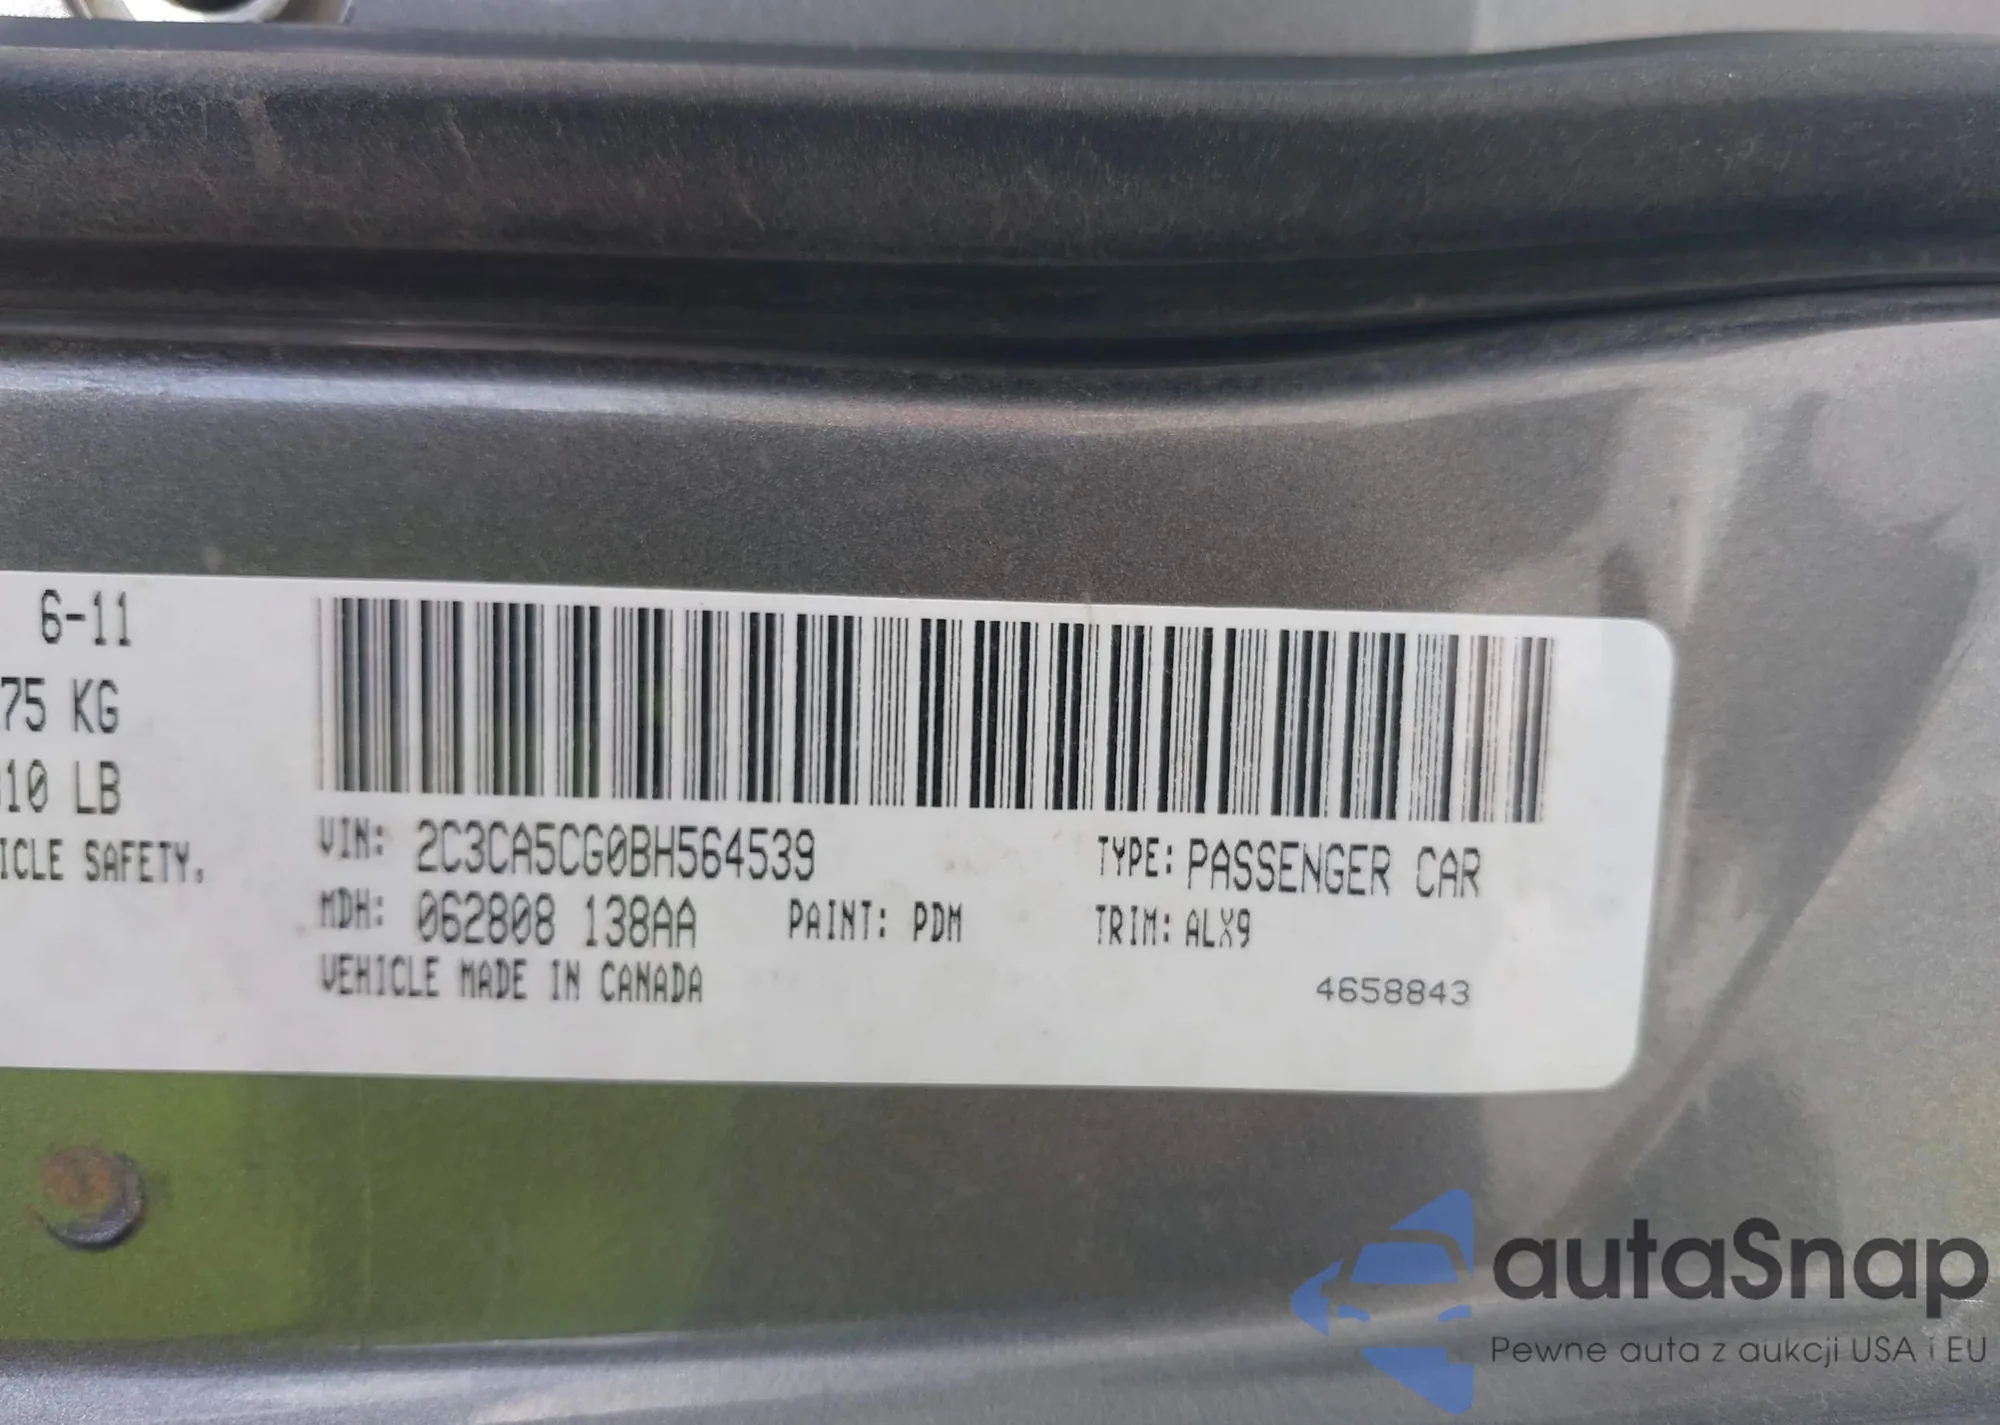 6-11
75 KG
10 LB
ICLE SAFETY.
VIN: 2C3CA5CG0BH564539
TYPE: PASSENGER CAR
MDH: 062808 138AA
PAINT: PDM
TRIM: ALX9
VEHICLE MADE IN CANADA
4658843
autaSnap
Pewne auta z aukcji USA i EU